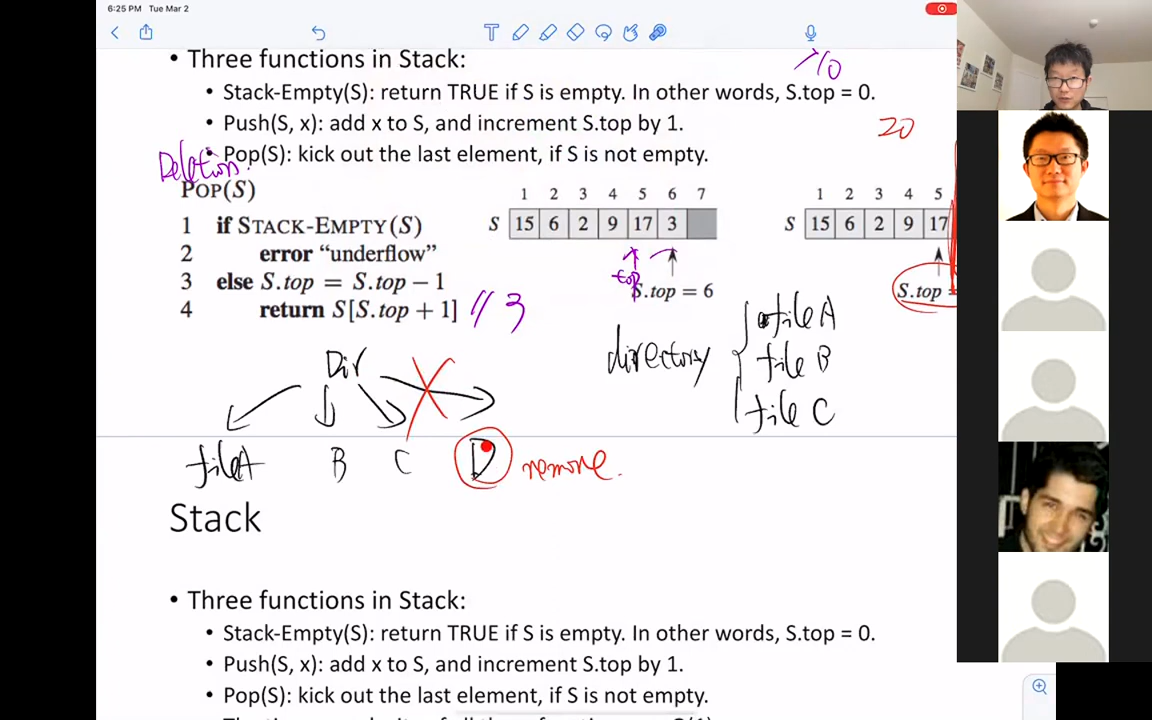 6:25 PM Tue Mar 2
• Three functions in Stack:
• Stack-Empty(S): return TRUE if S is empty. In other words, S.top = 0.
• Push(S, x): add x to S, and increment S.top by 1.
• Pop(S): kick out the last element, if S is not empty.
10
20
Deletion.
POP(S)
1 if STACK-EMPTY(S)
2 error "underflow"
3 else S.top = S.top − 1
4 return S[S.top + 1] // 3
1 2 3 4 5 6 7
S 15 6 2 9 17 3
top
S.top = 6
1 2 3 4 5
S 15 6 2 9 17
S.top =
Dir
file A B C D remove.
directory
file A
file B
file C
Stack
• Three functions in Stack:
• Stack-Empty(S): return TRUE if S is empty. In other words, S.top = 0.
• Push(S, x): add x to S, and increment S.top by 1.
• Pop(S): kick out the last element, if S is not empty.